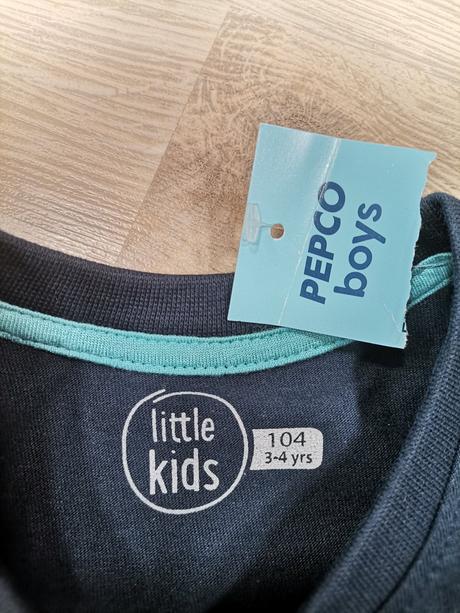 PEPCO
boys
little
kids
104
3-4 yrs